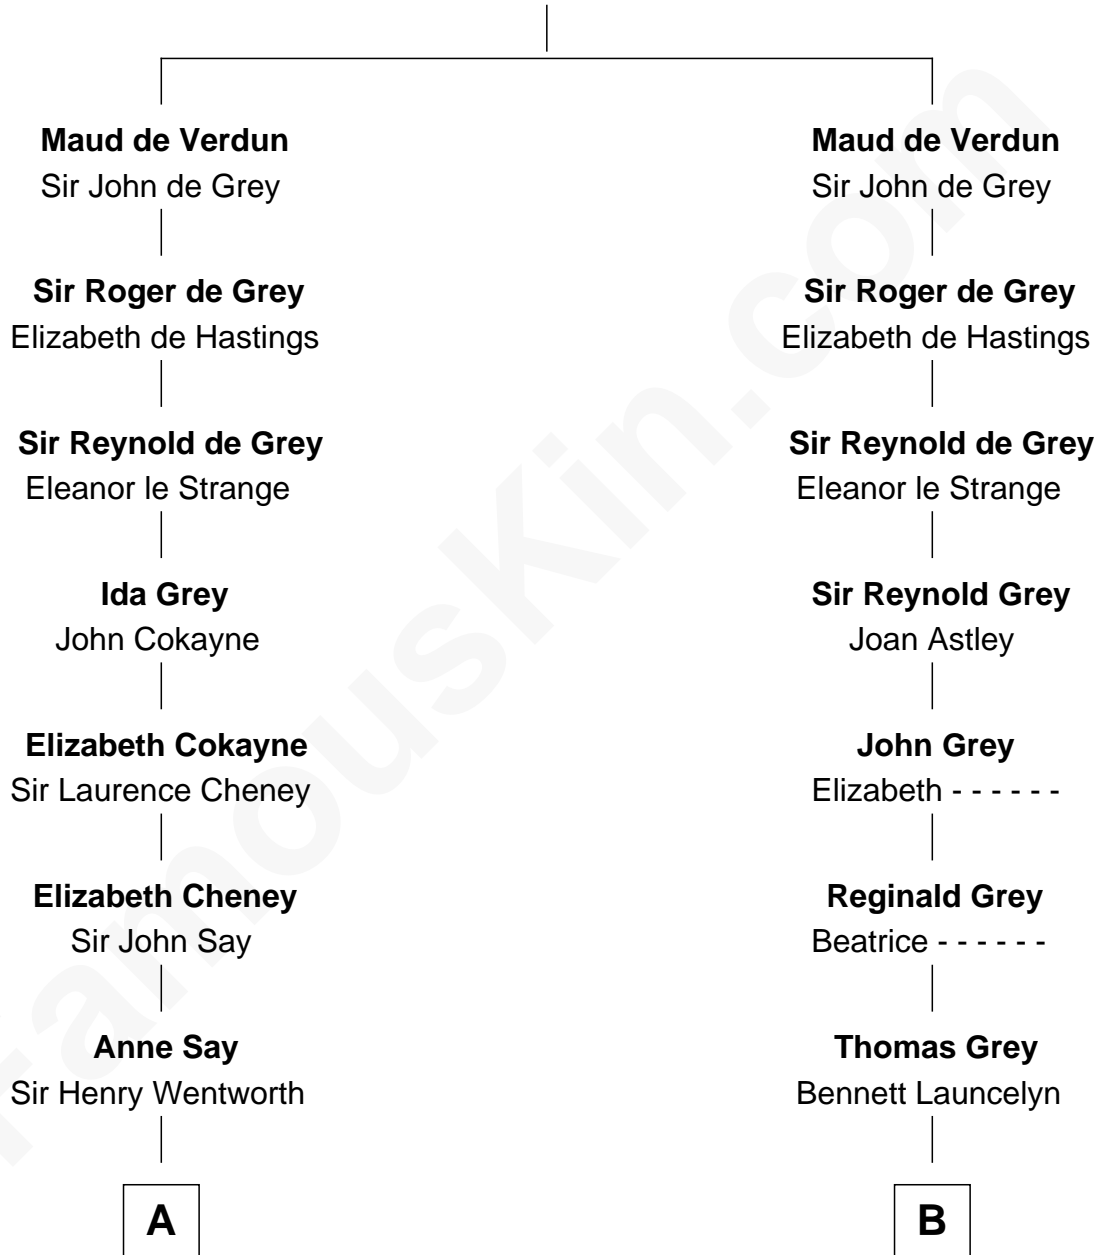 Maud de Verdun
Sir John de Grey
Sir Roger de Grey
Elizabeth de Hastings
Sir Reynold de Grey
Eleanor le Strange
Ida Grey
John Cokayne
Elizabeth Cokayne
Sir Laurence Cheney
Elizabeth Cheney
Sir John Say
Anne Say
Sir Henry Wentworth
A
Maud de Verdun
Sir John de Grey
Sir Roger de Grey
Elizabeth de Hastings
Sir Reynold de Grey
Eleanor le Strange
Sir Reynold Grey
Joan Astley
John Grey
Elizabeth - - - - - -
Reginald Grey
Beatrice - - - - - -
Thomas Grey
Bennett Launcelyn
B
FamousKin.com